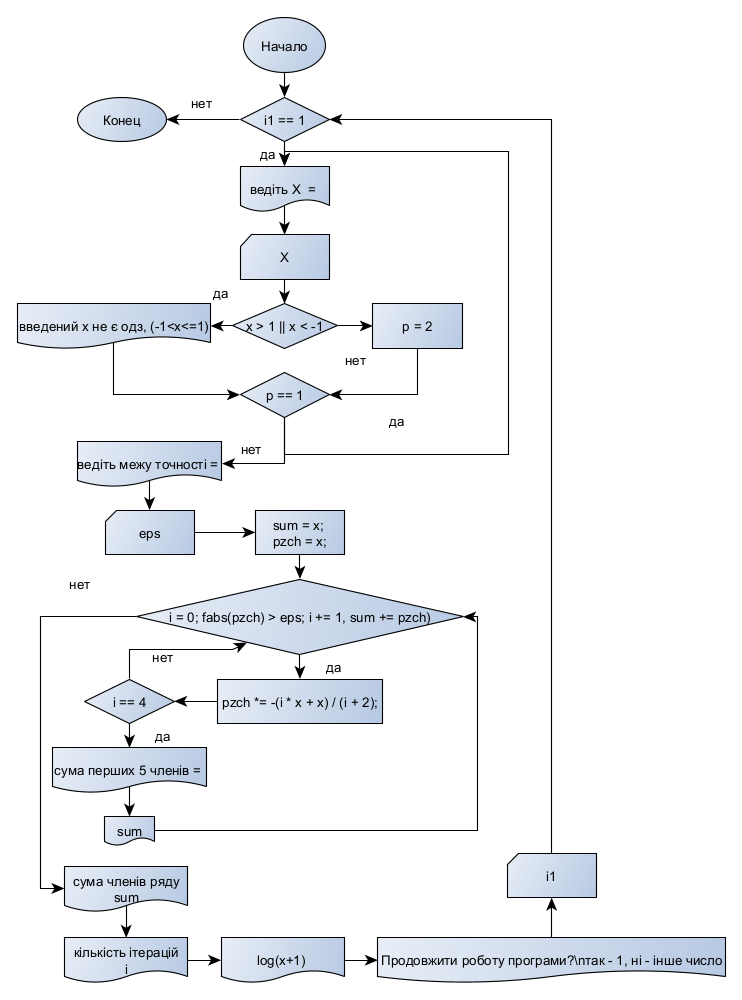 Начало
нет
Конец
i1 == 1
да
ведіть X =
X
да
введений x не є одз, (-1<x<=1)
x > 1 || x < -1
p = 2
нет
p == 1
да
нет
ведіть межу точності =
eps
sum = x;
pzch = x;
нет
i = 0; fabs(pzch) > eps; i += 1, sum += pzch)
нет
да
i == 4
pzch *= -(i * x + x) / (i + 2);
да
сума перших 5 членів =
sum
сума членів ряду
sum
i1
кількість ітерацій
i
log(x+1)
Продовжити роботу програми?\nтак - 1, ні - інше число